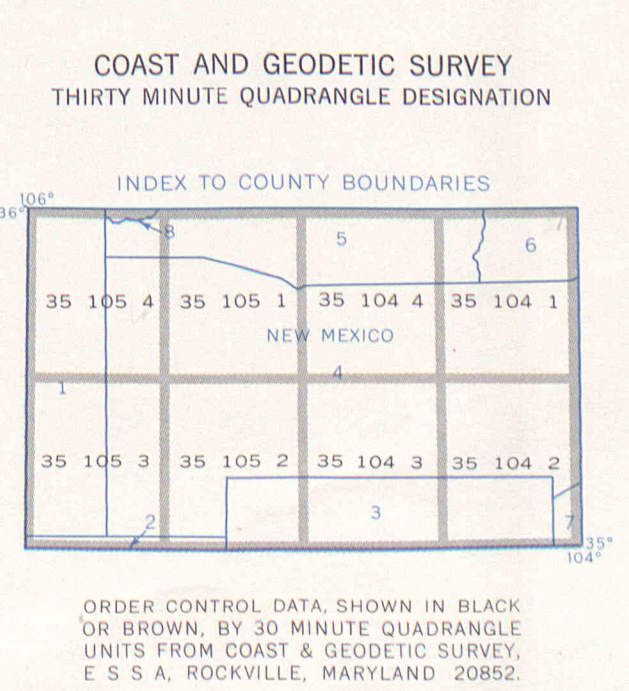 COAST AND GEODETIC SURVEY
THIRTY MINUTE QUADRANGLE DESIGNATION
INDEX TO COUNTY BOUNDARIES
106°
36°
8
5
6
35 105 4 35 105 1 35 104 4 35 104 1
NEW MEXICO
4
1
35 105 3 35 105 2 35 104 3 35 104 2
3
2
7
35°
104°
ORDER CONTROL DATA, SHOWN IN BLACK
OR BROWN, BY 30 MINUTE QUADRANGLE
UNITS FROM COAST & GEODETIC SURVEY,
E S S A, ROCKVILLE, MARYLAND 20852.